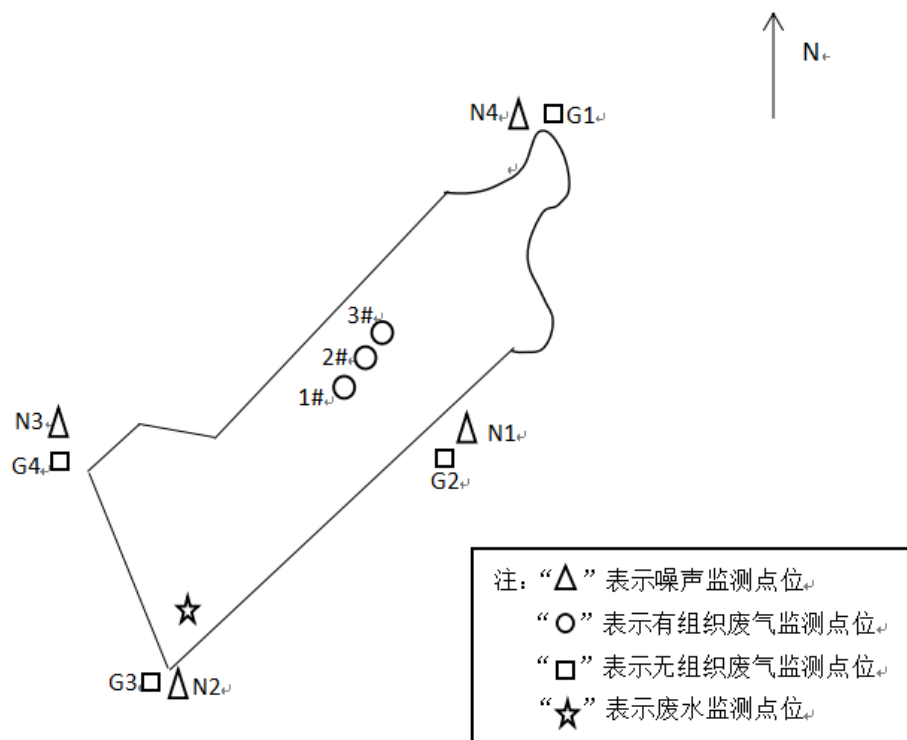 N
N4 G1
3#
2#
1#
N3
G4
N1
G2
G3 N2
注：“△”表示噪声监测点位
“○”表示有组织废气监测点位
“□”表示无组织废气监测点位
“☆”表示废水监测点位